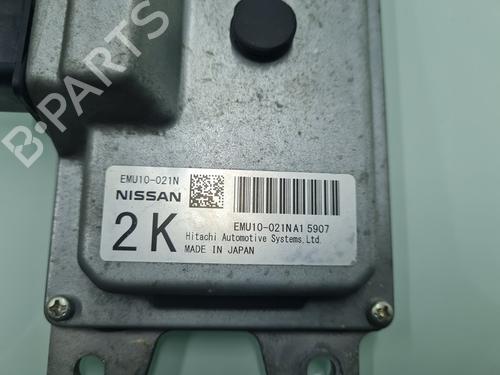 B-PARTS
EMU10-021N
NISSAN
EMU10-021NA1 5907
2K
Hitachi Automotive Systems,Ltd.
MADE IN JAPAN